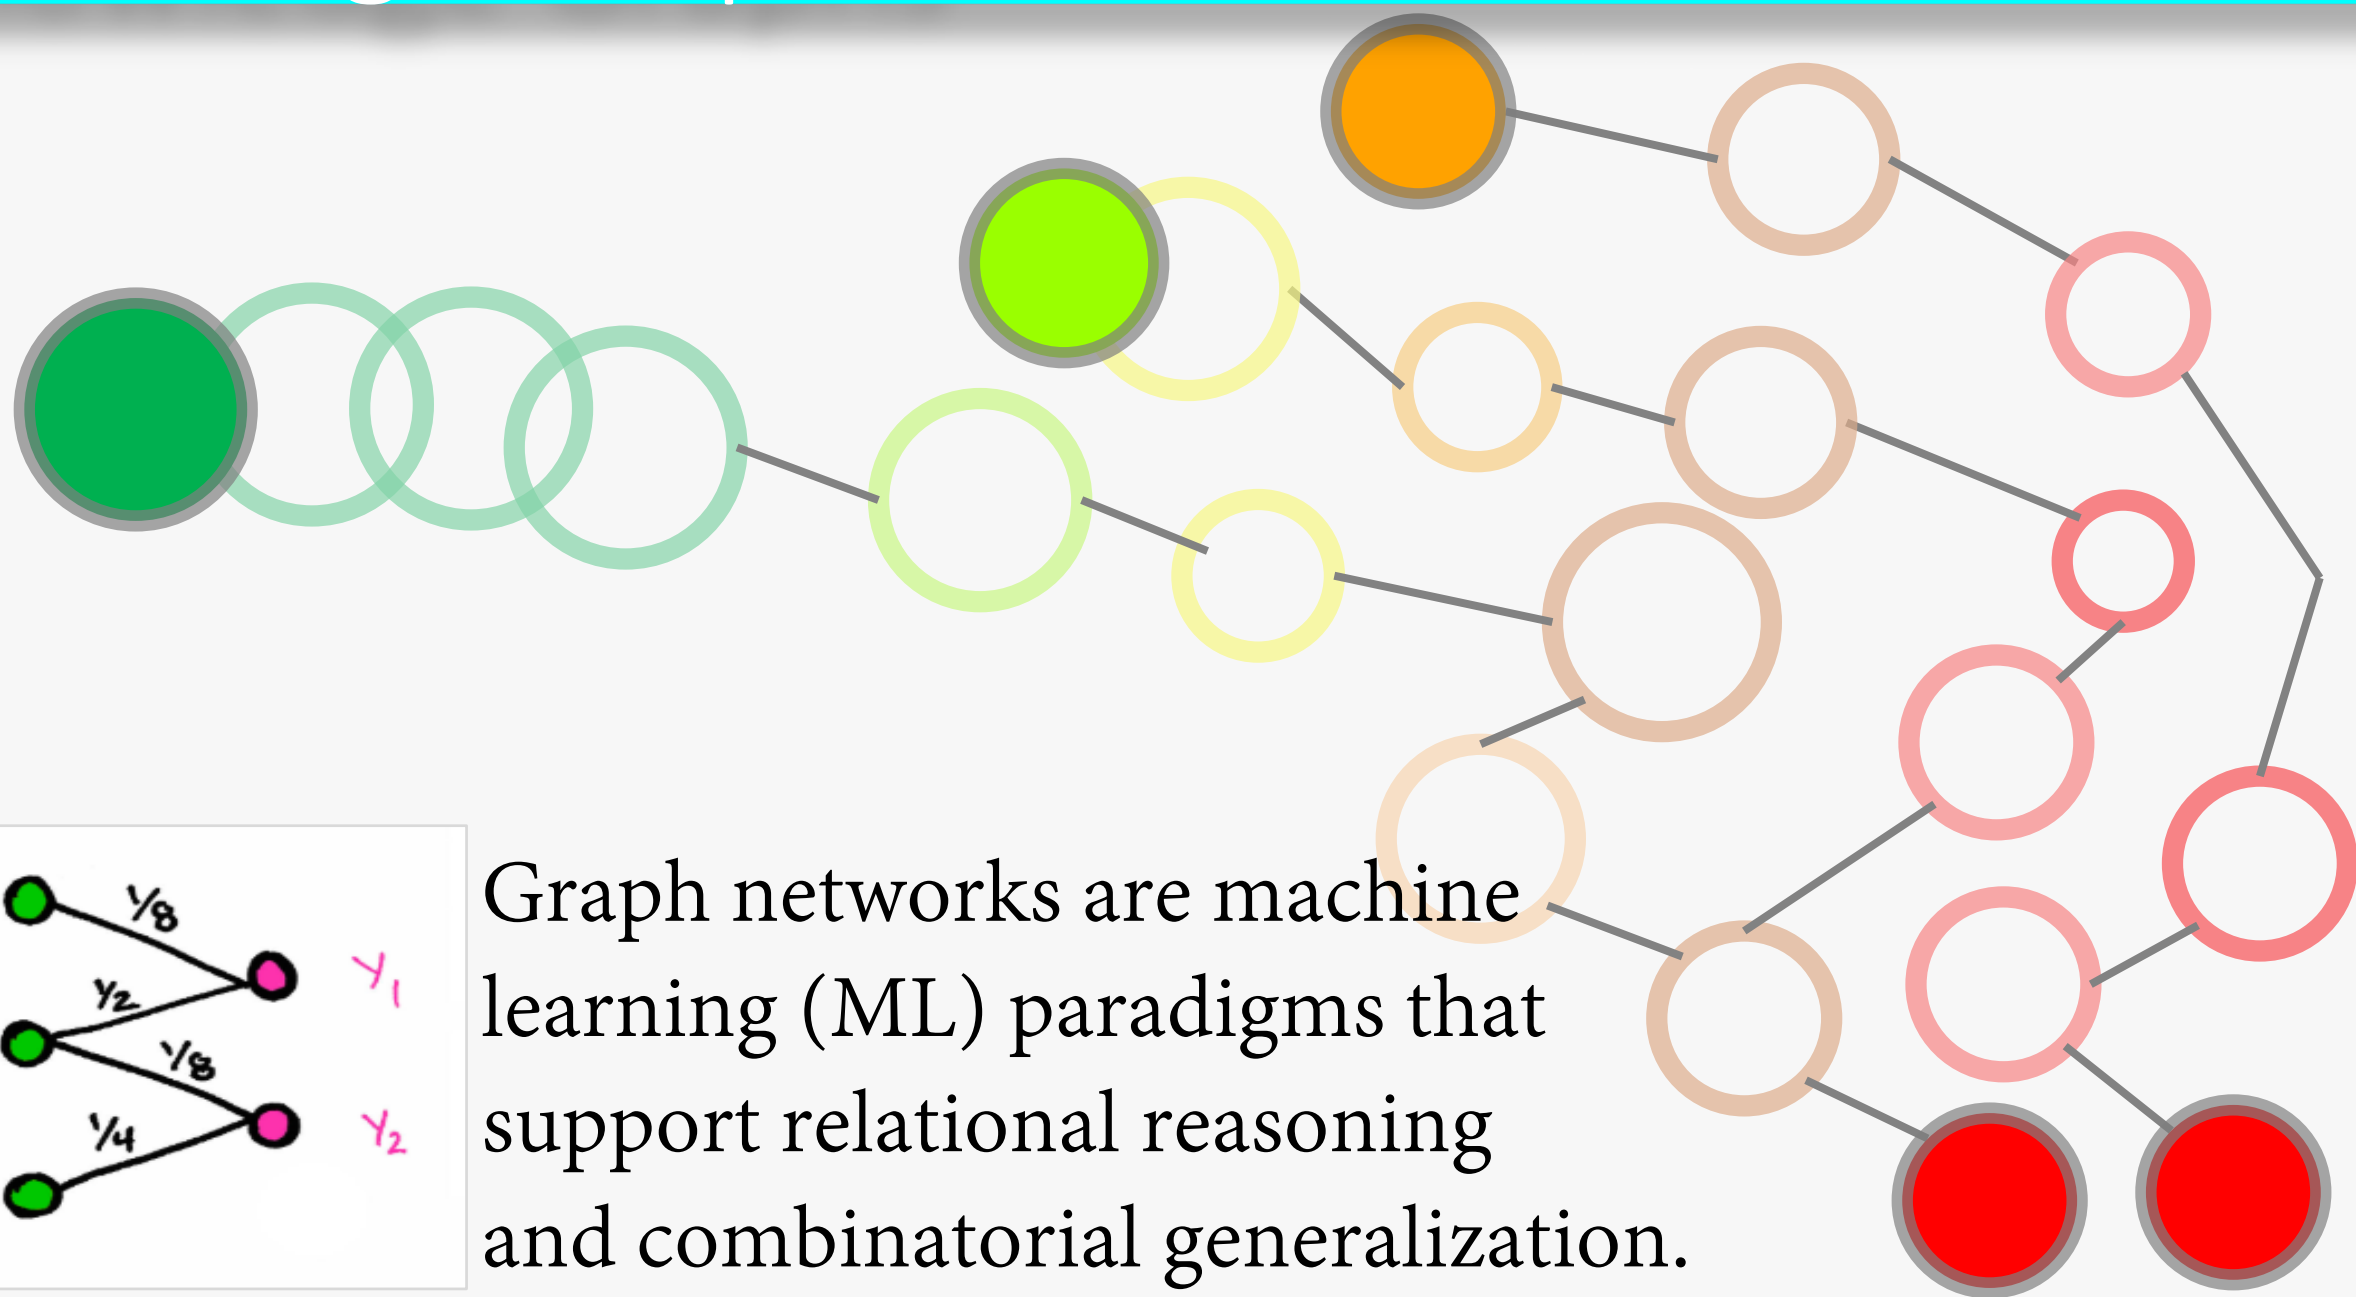 1/8
1/2
Y1
1/8
1/4
Y2
Graph networks are machine
learning (ML) paradigms that
support relational reasoning
and combinatorial generalization.